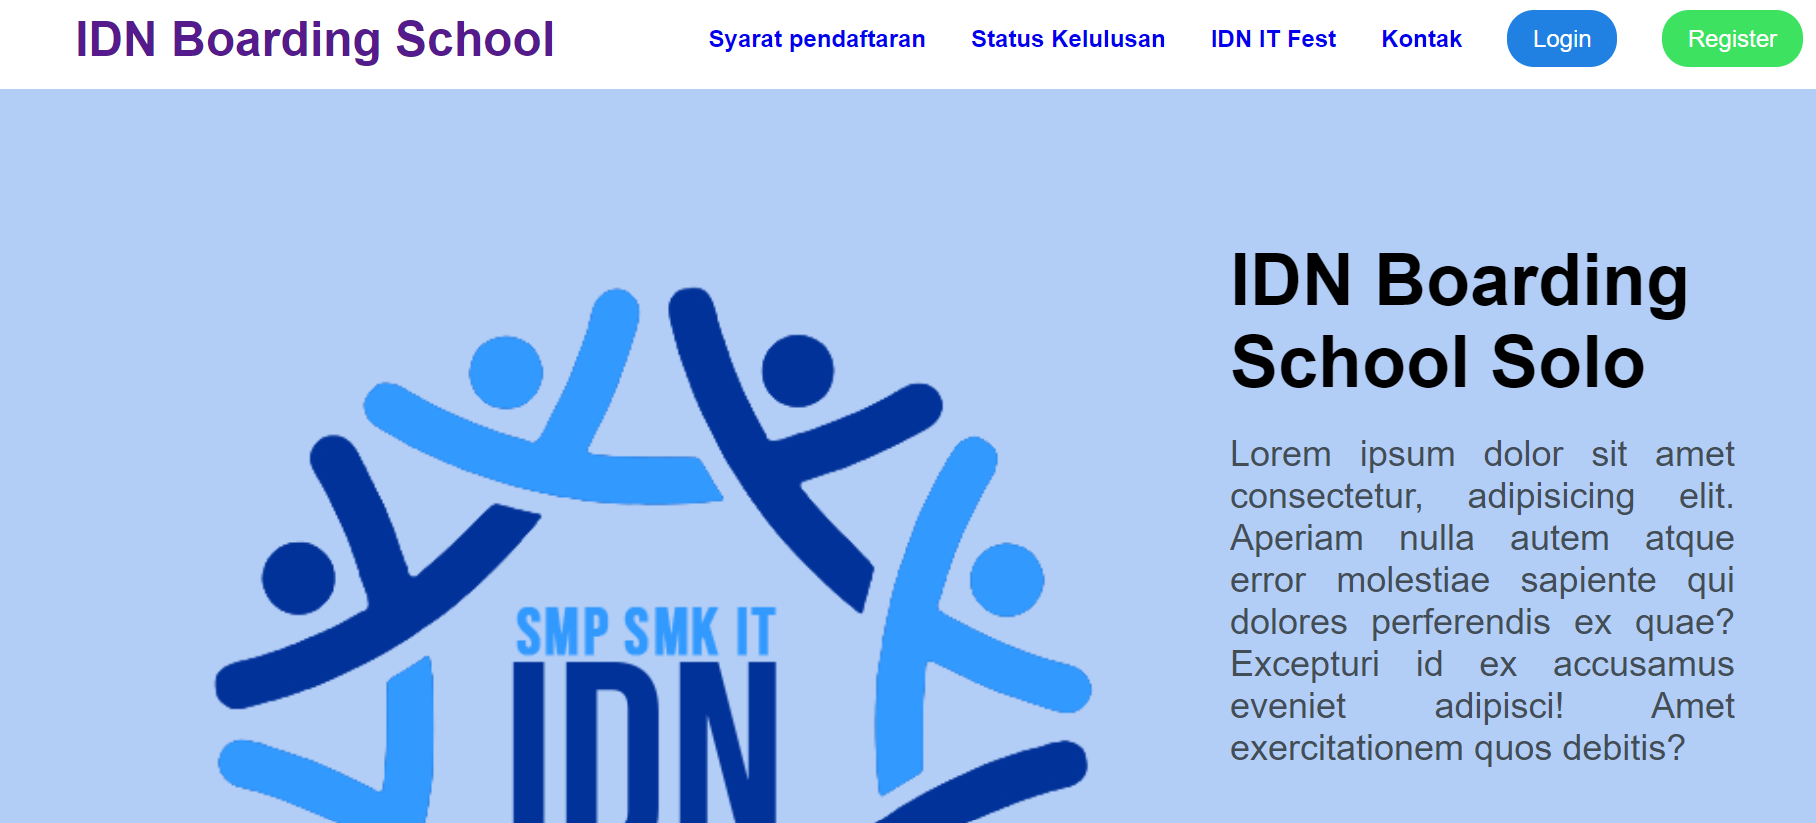 IDN Boarding School
Syarat pendaftaran
Status Kelulusan
IDN IT Fest
Kontak
Login
Register
SMP SMK IT
IDN
IDN Boarding
School Solo
Lorem ipsum dolor sit amet
consectetur, adipisicing elit.
Aperiam nulla autem atque
error molestiae sapiente qui
dolores perferendis ex quae?
Excepturi id ex accusamus
eveniet adipisci! Amet
exercitationem quos debitis?